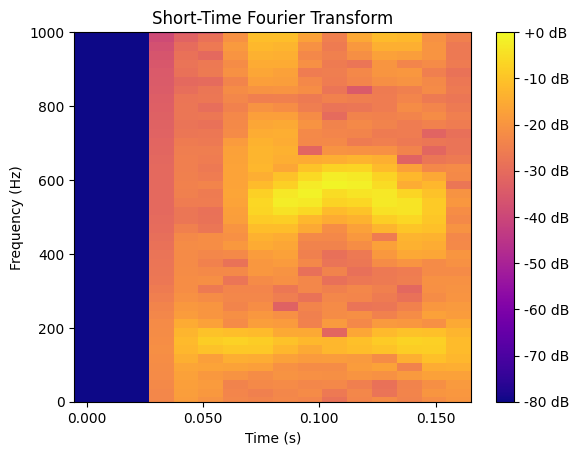 Short-Time Fourier Transform
1000
800
600
400
200
0
Frequency (Hz)
0.000
0.050
0.100
0.150
Time (s)
+0 dB
-10 dB
-20 dB
-30 dB
-40 dB
-50 dB
-60 dB
-70 dB
-80 dB